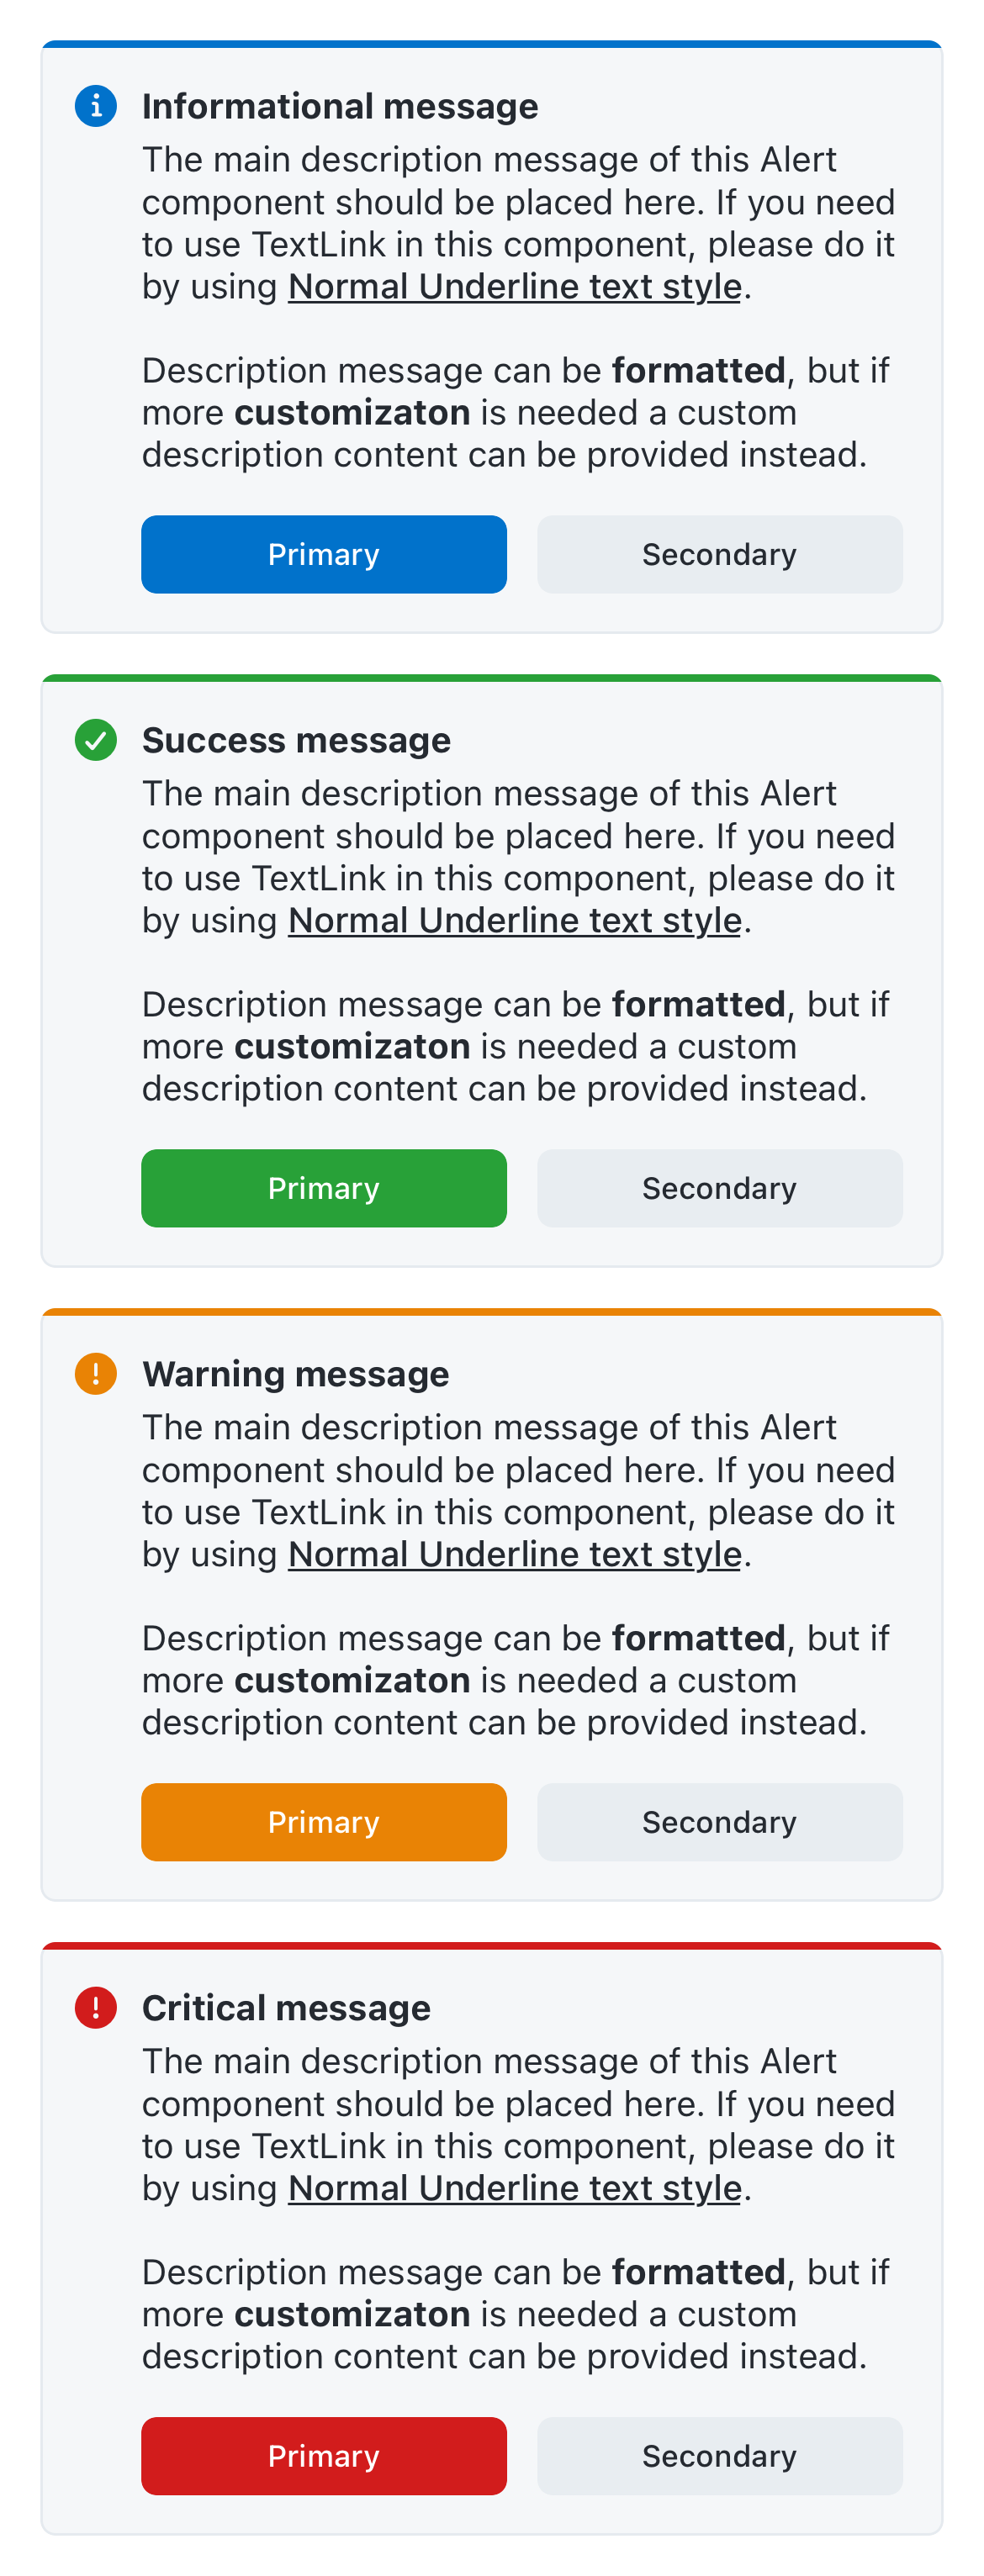 Informational message
The main description message of this Alert
component should be placed here. If you need
to use TextLink in this component, please do it
by using Normal Underline text style.
Description message can be formatted, but if
more customizaton is needed a custom
description content can be provided instead.
Primary Secondary
Success message
The main description message of this Alert
component should be placed here. If you need
to use TextLink in this component, please do it
by using Normal Underline text style.
Description message can be formatted, but if
more customizaton is needed a custom
description content can be provided instead.
Primary Secondary
Warning message
The main description message of this Alert
component should be placed here. If you need
to use TextLink in this component, please do it
by using Normal Underline text style.
Description message can be formatted, but if
more customizaton is needed a custom
description content can be provided instead.
Primary Secondary
Critical message
The main description message of this Alert
component should be placed here. If you need
to use TextLink in this component, please do it
by using Normal Underline text style.
Description message can be formatted, but if
more customizaton is needed a custom
description content can be provided instead.
Primary Secondary